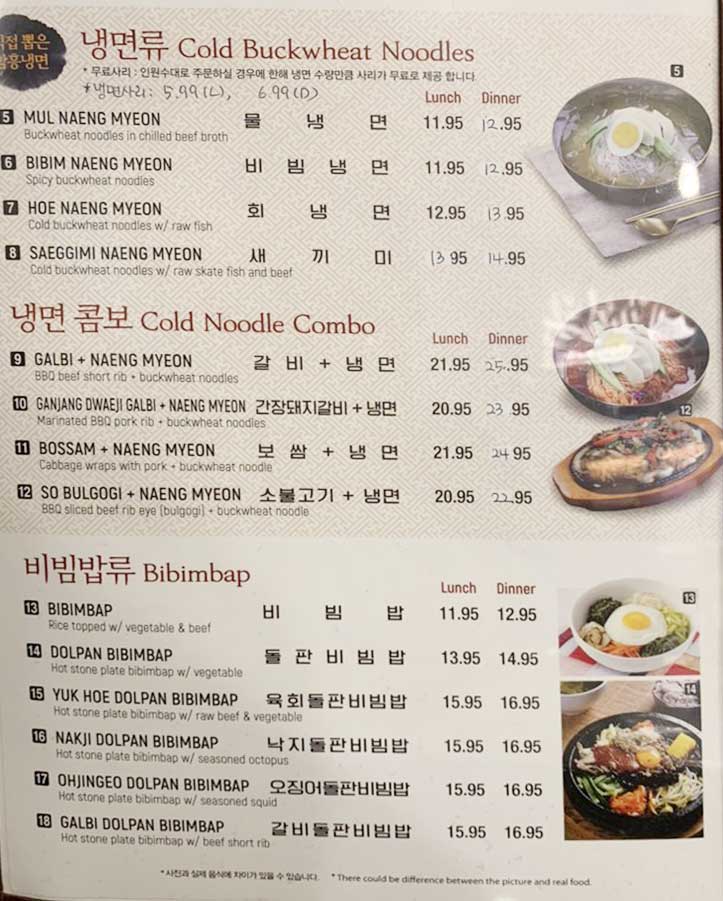 직접 뽑은
함흥냉면
냉면류 Cold Buckwheat Noodles
* 무료사리 : 인원수대로 주문하실 경우에 한해 냉면 수량만큼 사리가 무료로 제공 합니다.
*냉면사리: 5.99(L), 6.99(D)
Lunch Dinner
5 MUL NAENG MYEON 물 냉 면 11.95 12.95
Buckwheat noodles in chilled beef broth
6 BIBIM NAENG MYEON 비 빔 냉 면 11.95 12.95
Spicy buckwheat noodles
7 HOE NAENG MYEON 회 냉 면 12.95 13.95
Cold buckwheat noodles w/ raw fish
8 SAEGGIMI NAENG MYEON 새 끼 미 13 95 14.95
Cold buckwheat noodles w/ raw skate fish and beef
5
냉면 콤보 Cold Noodle Combo
Lunch Dinner
9 GALBI + NAENG MYEON 갈 비 + 냉 면 21.95 25.95
BBQ beef short rib + buckwheat noodles
10 GANJANG DWAEJI GALBI + NAENG MYEON 간장돼지갈비 + 냉면 20.95 23.95
Marinated BBQ pork rib + buckwheat noodles
11 BOSSAM + NAENG MYEON 보 쌈 + 냉 면 21.95 24 95
Cabbage wraps with pork + buckwheat noodle
12 SO BULGOGI + NAENG MYEON 소불고기 + 냉면 20.95 22.95
BBQ sliced beef rib eye (bulgogi) + buckwheat noodle
12
비빔밥류 Bibimbap
Lunch Dinner
13 BIBIMBAP 비 빔 밥 11.95 12.95
Rice topped w/ vegetable & beef
14 DOLPAN BIBIMBAP 돌 판 비 빔 밥 13.95 14.95
Hot stone plate bibimbap w/ vegetable
15 YUK HOE DOLPAN BIBIMBAP 육회돌판비빔밥 15.95 16.95
Hot stone plate bibimbap w/ raw beef & vegetable
16 NAKJI DOLPAN BIBIMBAP 낙지돌판비빔밥 15.95 16.95
Hot stone plate bibimbap w/ seasoned octopus
17 OHJINGEO DOLPAN BIBIMBAP 오징어돌판비빔밥 15.95 16.95
Hot stone plate bibimbap w/ seasoned squid
18 GALBI DOLPAN BIBIMBAP 갈비돌판비빔밥 15.95 16.95
Hot stone plate bibimbap w/ beef short rib
13
14
*사진과 실제 음식에 차이가 있을 수 있습니다. * There could be difference between the picture and real food.